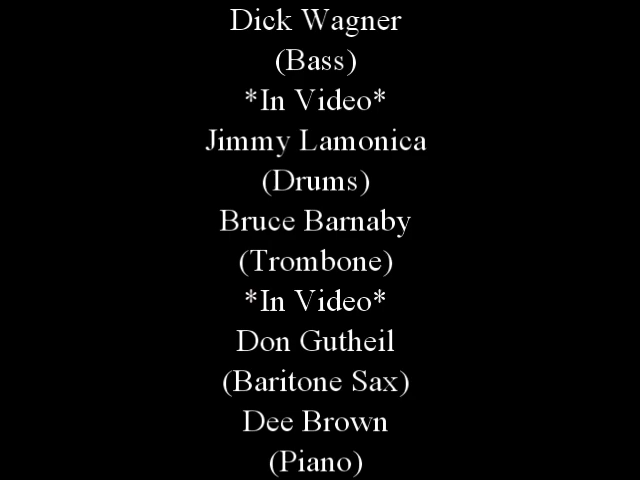 Dick Wagner
(Bass)
*In Video*
Jimmy Lamonica
(Drums)
Bruce Barnaby
(Trombone)
*In Video*
Don Gutheil
(Baritone Sax)
Dee Brown
(Piano)